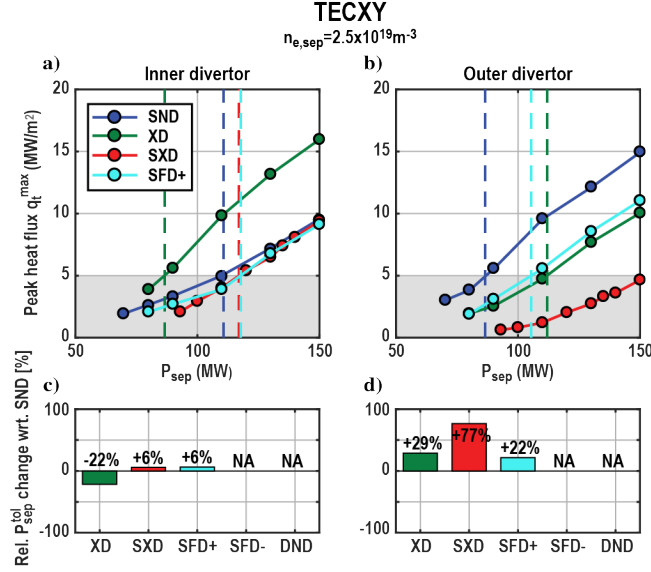 TECXY
n_e,sep=2.5x10^19 m^-3
a)
Inner divertor
b)
Outer divertor
Peak heat flux q_t^max (MW/m^2)
20
15
10
5
0
SND
XD
SXD
SFD+
50
100
150
P_sep (MW)
20
15
10
5
0
50
100
150
P_sep (MW)
c)
d)
Rel. P_sep^tol change wrt. SND [%]
100
0
-100
-22%
+6%
+6%
NA
NA
XD
SXD
SFD+
SFD-
DND
100
0
-100
+29%
+77%
+22%
NA
NA
XD
SXD
SFD+
SFD-
DND